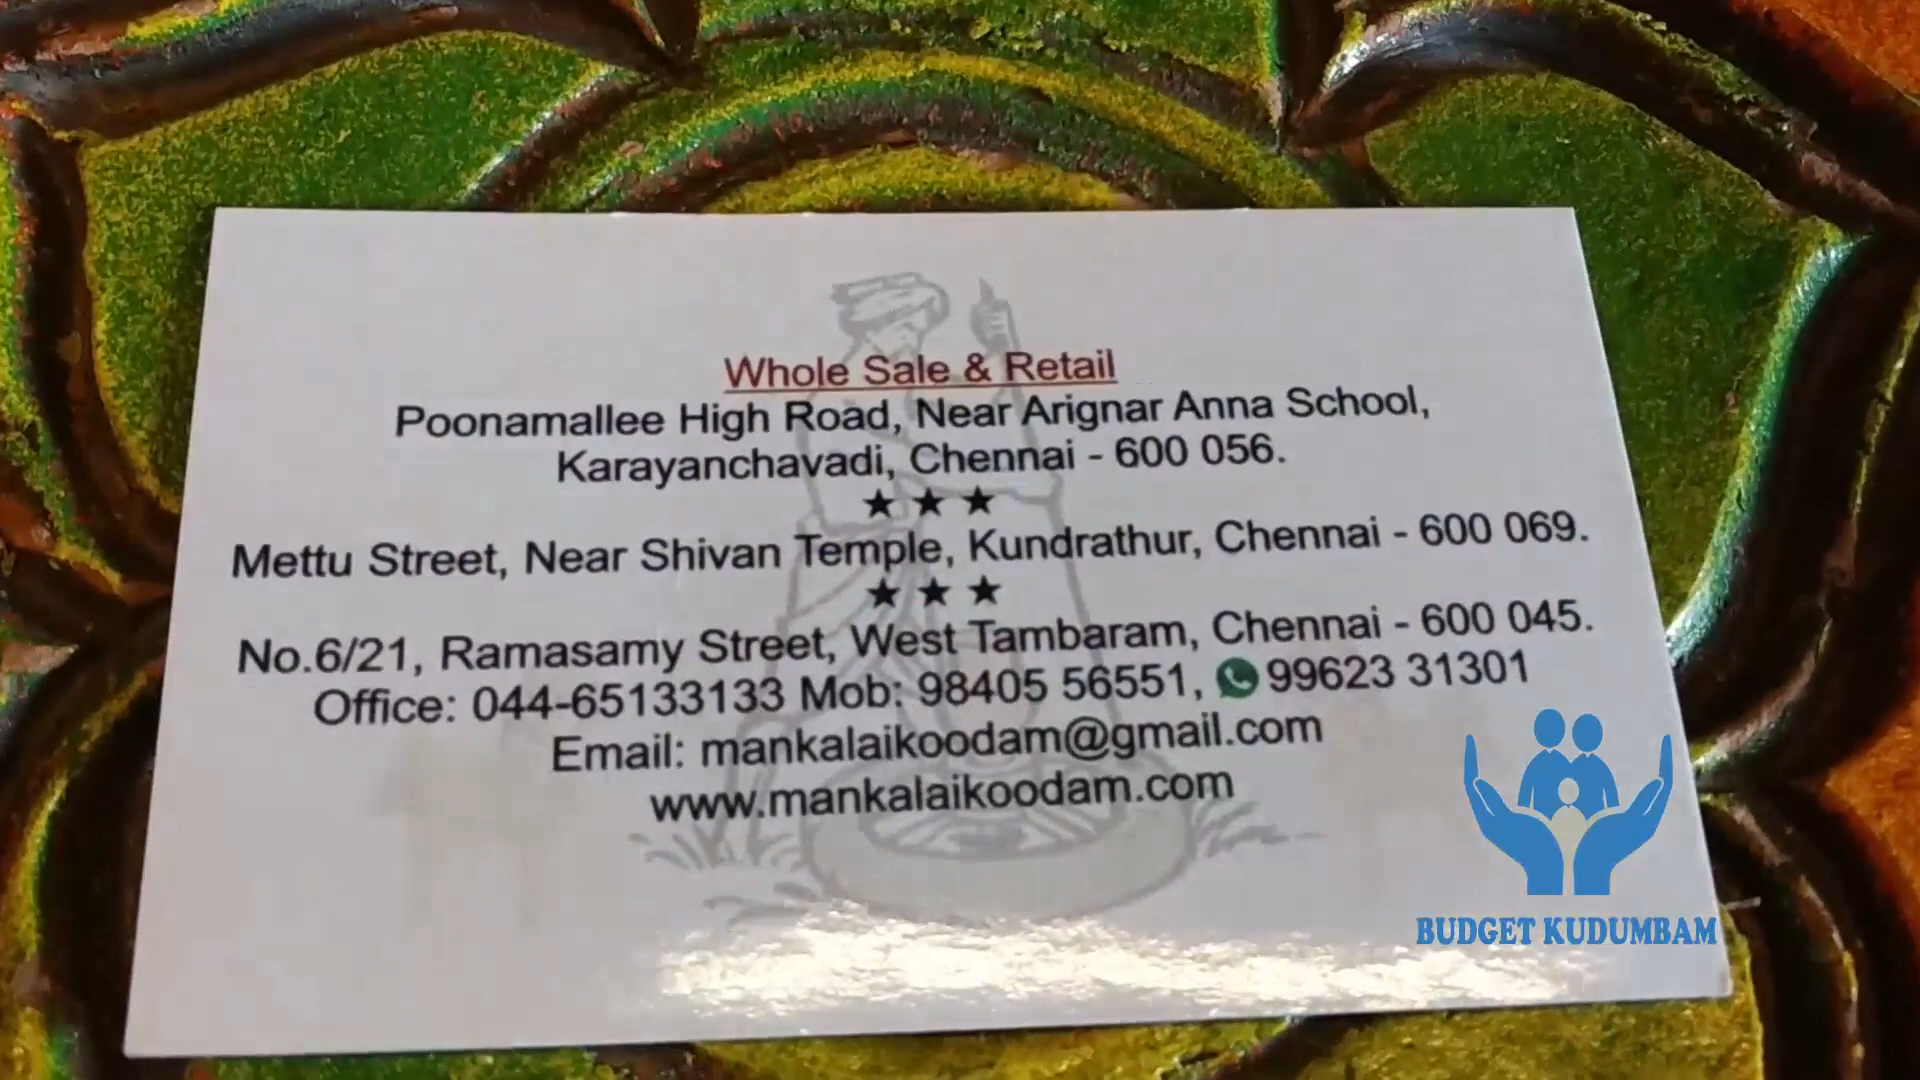 Whole Sale & Retail
Poonamallee High Road, Near Arignar Anna School,
Karayanchavadi, Chennai - 600 056.
★ ★ ★
Mettu Street, Near Shivan Temple, Kundrathur, Chennai - 600 069.
★ ★ ★
No.6/21, Ramasamy Street, West Tambaram, Chennai - 600 045.
Office: 044-65133133 Mob: 98405 56551, 99623 31301
Email: mankalaikoodam@gmail.com
www.mankalaikoodam.com
BUDGET KUDUMBAM